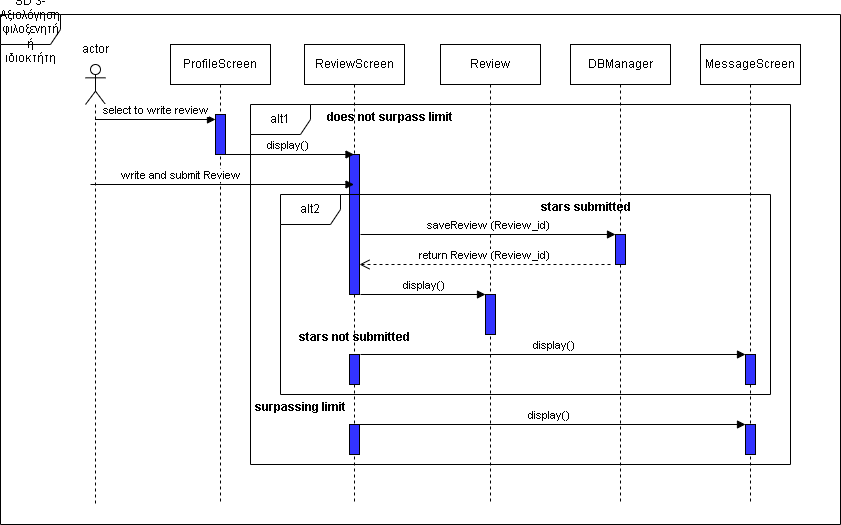 SD 3-
Αξιολόγηση
φιλοξενητή
ή
ιδιοκτήτη
actor
ProfileScreen
ReviewScreen
Review
DBManager
MessageScreen
select to write review
alt1
does not surpass limit
display()
write and submit Review
alt2
stars submitted
saveReview (Review_id)
return Review (Review_id)
display()
stars not submitted
display()
surpassing limit
display()